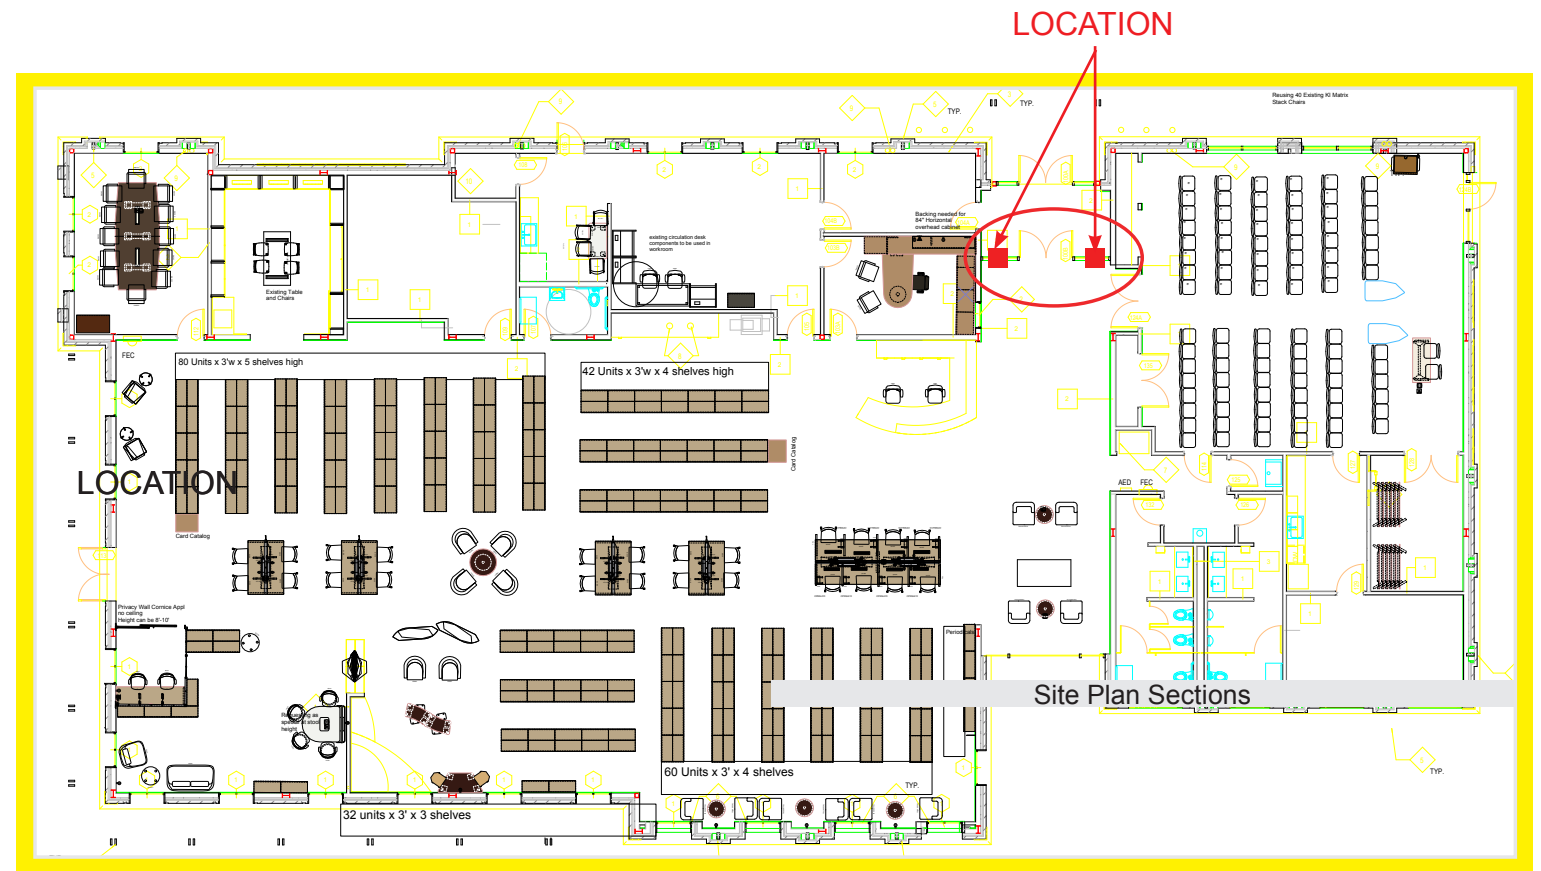 LOCATION
Reusing 40 Existing KI Matrix
Stack Chairs
TYP.
TYP.
Backing needed for
84" Horizontal
overhead cabinet
existing circulation desk
components to be used in
workroom
Existing Table
and Chairs
FEC
80 Units x 3'w x 5 shelves high
42 Units x 3'w x 4 shelves high
Card Catalog
LOCATION
AED FEC
Card Catalog
Privacy Wall Cornice Appl
no ceiling
Height can be 8'-10'
Site Plan Sections
height
60 Units x 3' x 4 shelves
TYP.
TYP.
32 units x 3' x 3 shelves